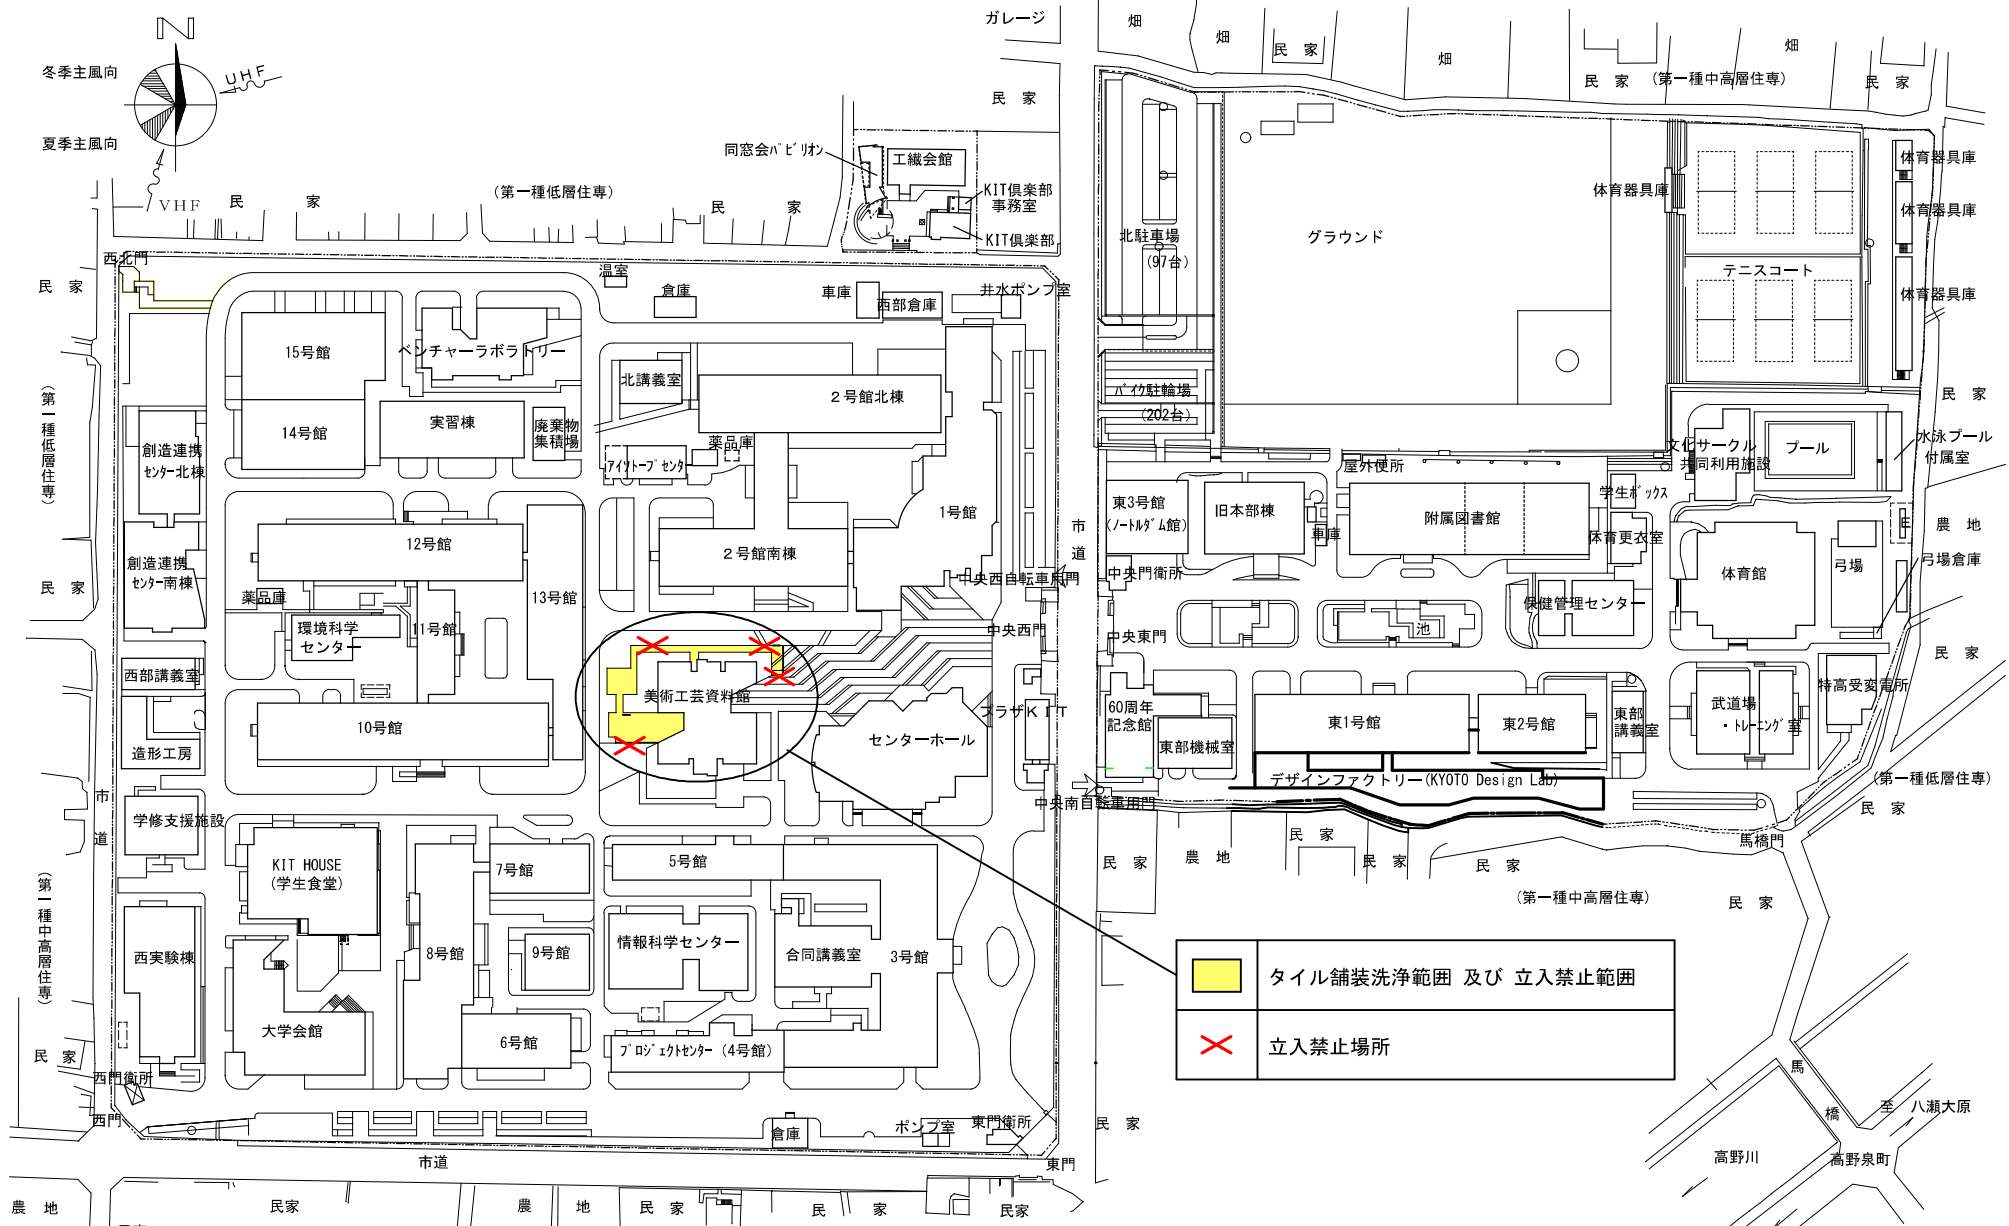 N
冬季主風向
UHF
夏季主風向
VHF
ガレージ
畑
畑
民 家
畑
畑
民 家
(第一種中高層住専)
民 家
民 家
同窓会パビリオン
工繊会館
KIT倶楽部
事務室
KIT倶楽部
(第一種低層住専)
民 家
民 家
北駐車場
(97台)
グラウンド
体育器具庫
テニスコート
体育器具庫
体育器具庫
体育器具庫
西北門
民 家
温室
倉庫
車庫
西部倉庫
井水ポンプ室
15号館
ベンチャーラボラトリー
北講義室
2号館北棟
バイク駐輪場
(202台)
民 家
(第一種低層住専)
14号館
実習棟
廃棄物
集積場
創造連携
センター北棟
アイソトープセンター
薬品庫
1号館
屋外便所
文化サークル
共同利用施設
プール
水泳プール
付属室
東3号館
(ノートルダム館)
旧本部棟
車庫
附属図書館
学生ボックス
体育更衣室
体育館
弓場
農 地
弓場倉庫
市
道
12号館
創造連携
センター南棟
2号館南棟
13号館
中央西自転車用門
中央門衛所
保健管理センター
民 家
薬品庫
環境科学
センター
11号館
中央西門
中央東門
池
民 家
西部講義室
美術工芸資料館
プラザKIT
60周年
記念館
東1号館
東2号館
東部
講義室
武道場
・トレーニング室
特高受変電所
10号館
造形工房
センターホール
東部機械室
デザインファクトリー(KYOTO Design Lab)
(第一種低層住専)
民 家
市
道
中央南自転車用門
学修支援施設
馬橋門
民 家
農 地
民 家
民 家
民 家
(第一種中高層住専)
民 家
KIT HOUSE
(学生食堂)
7号館
5号館
(第一種中高層住専)
西実験棟
8号館
9号館
情報科学センター
合同講義室
3号館
タイル舗装洗浄範囲 及び 立入禁止範囲
立入禁止場所
大学会館
6号館
プロジェクトセンター (4号館)
民 家
西門衛所
西門
倉庫
ポンプ室
東門衛所
民 家
市道
東門
馬
橋
至 八瀬大原
高野川
高野泉町
農 地
民家
農 地
民 家
民 家
民家